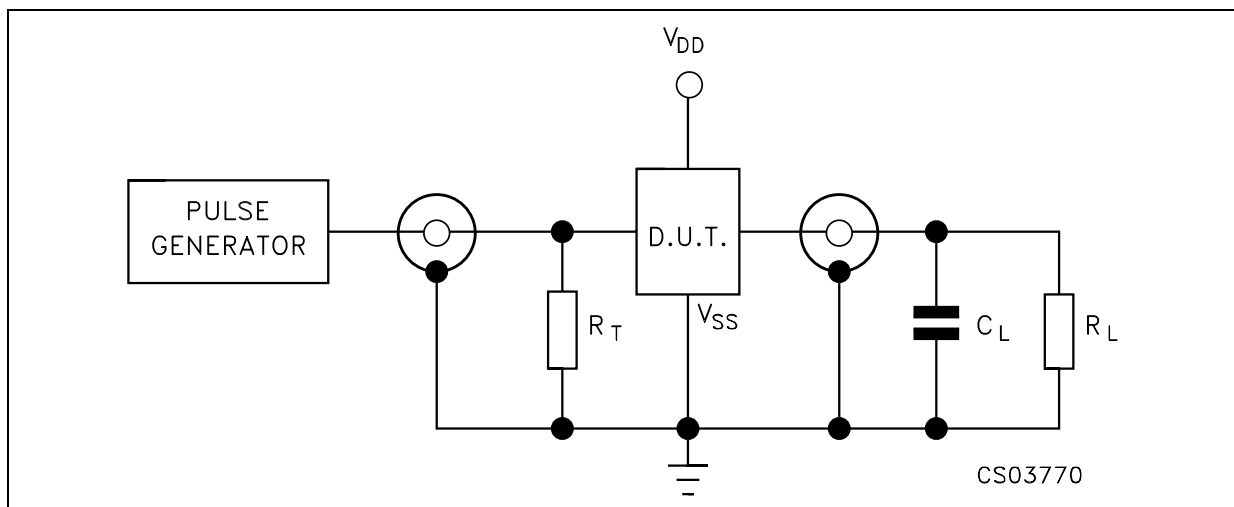 VDD
PULSE
GENERATOR
D.U.T.
VSS
RT
CL
RL
CS03770